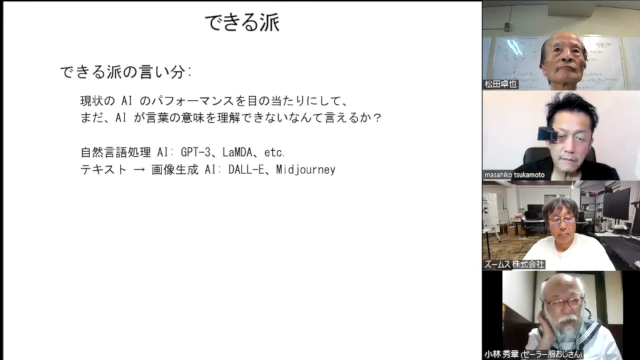 できる派
できる派の言い分:
現状の AI のパフォーマンスを目の当たりにして、
まだ、AI が言葉の意味を理解できないなんて言えるか？
自然言語処理 AI: GPT-3、LaMDA、etc.
テキスト → 画像生成 AI: DALL-E、Midjourney
松田卓也
masahiko tsukamoto
ズームス 株式会社
小林 秀章 (セーラー服おじさん)